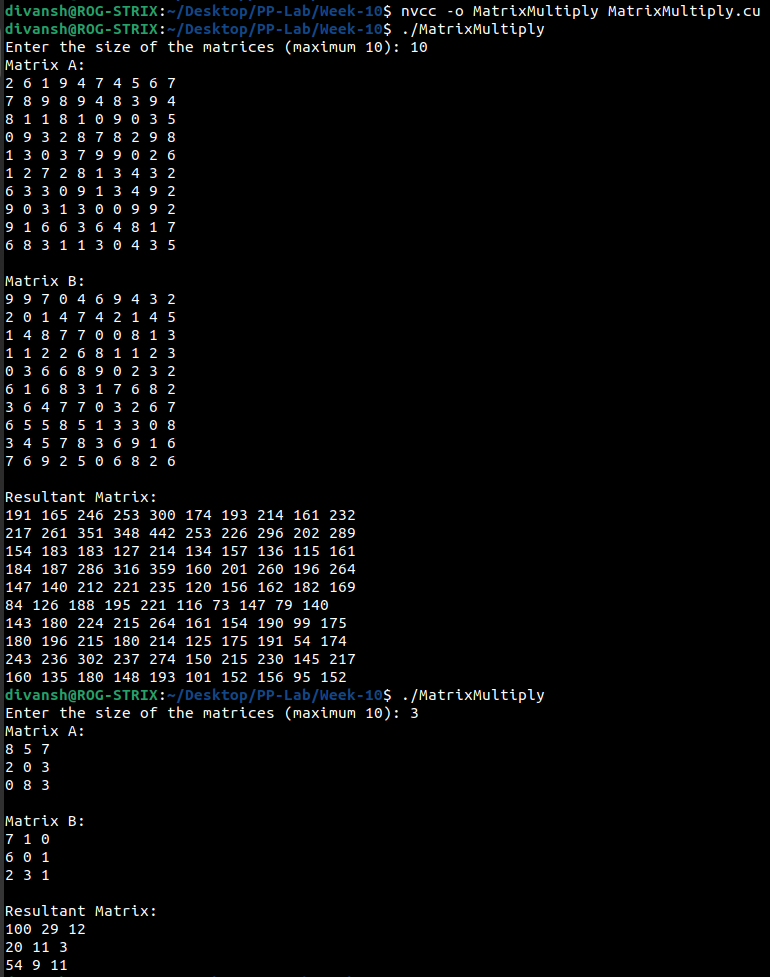 divansh@ROG-STRIX:~/Desktop/PP-Lab/Week-10$ nvcc -o MatrixMultiply MatrixMultiply.cu
divansh@ROG-STRIX:~/Desktop/PP-Lab/Week-10$ ./MatrixMultiply
Enter the size of the matrices (maximum 10): 10
Matrix A:
2 6 1 9 4 7 4 5 6 7
7 8 9 8 9 4 8 3 9 4
8 1 1 8 1 0 9 0 3 5
0 9 3 2 8 7 8 2 9 8
1 3 0 3 7 9 9 0 2 6
1 2 7 2 8 1 3 4 3 2
6 3 3 0 9 1 3 4 9 2
9 0 3 1 3 0 0 9 9 2
9 1 6 6 3 6 4 8 1 7
6 8 3 1 1 3 0 4 3 5

Matrix B:
9 9 7 0 4 6 9 4 3 2
2 0 1 4 7 4 2 1 4 5
1 4 8 7 7 0 0 8 1 3
1 1 2 2 6 8 1 1 2 3
0 3 6 6 8 9 0 2 3 2
6 1 6 8 3 1 7 6 8 2
3 6 4 7 7 0 3 2 6 7
6 5 5 8 5 1 3 3 0 8
3 4 5 7 8 3 6 9 1 6
7 6 9 2 5 0 6 8 2 6

Resultant Matrix:
191 165 246 253 300 174 193 214 161 232
217 261 351 348 442 253 226 296 202 289
154 183 183 127 214 134 157 136 115 161
184 187 286 316 359 160 201 260 196 264
147 140 212 221 235 120 156 162 182 169
84 126 188 195 221 116 73 147 79 140
143 180 224 215 264 161 154 190 99 175
180 196 215 180 214 125 175 191 54 174
243 236 302 237 274 150 215 230 145 217
160 135 180 148 193 101 152 156 95 152
divansh@ROG-STRIX:~/Desktop/PP-Lab/Week-10$ ./MatrixMultiply
Enter the size of the matrices (maximum 10): 3
Matrix A:
8 5 7
2 0 3
0 8 3

Matrix B:
7 1 0
6 0 1
2 3 1

Resultant Matrix:
100 29 12
20 11 3
54 9 11